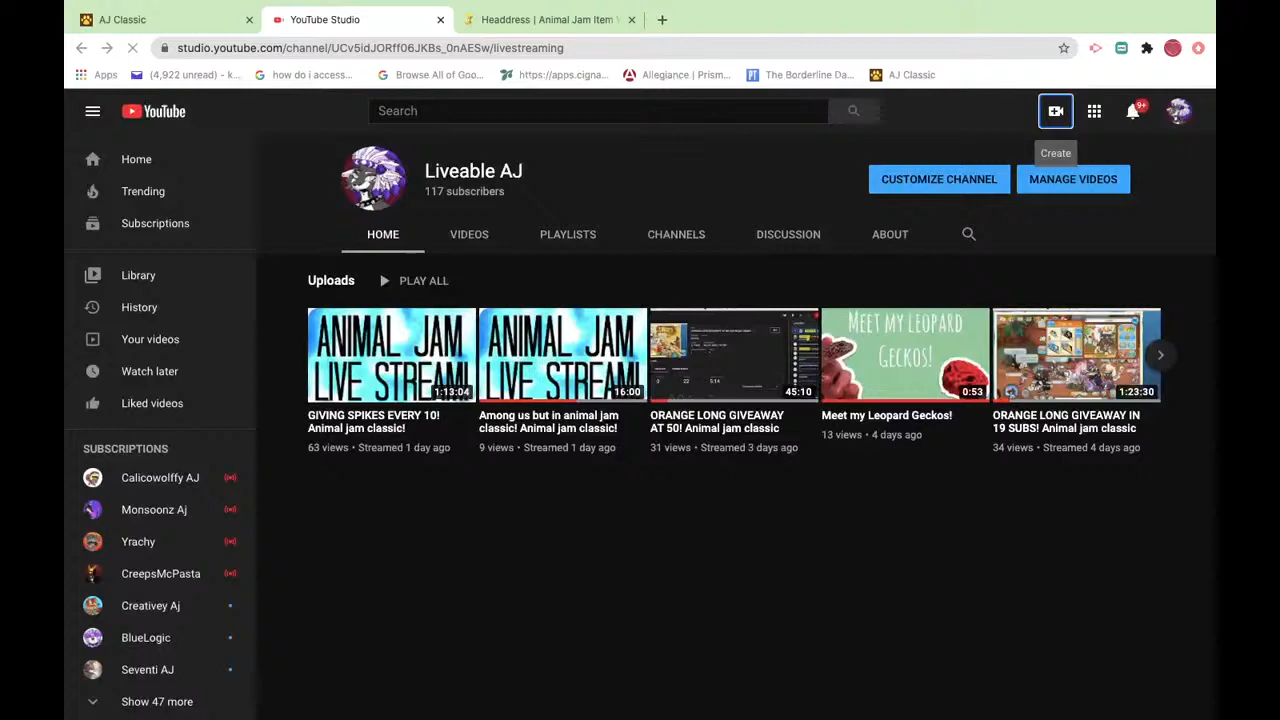 AJ Classic
YouTube Studio
Headdress | Animal Jam Item W
studio.youtube.com/channel/UCv5idJORff06JKBs_0nAESw/livestreaming
Apps
(4,922 unread) - k...
how do i access...
Browse All of Goo...
https://apps.cigna...
Allegiance | Prism...
The Borderline Da...
AJ Classic
YouTube
Search
9+
Create
Home
Trending
Subscriptions
Library
History
Your videos
Watch later
Liked videos
SUBSCRIPTIONS
Calicowolffy AJ
Monsoonz Aj
Yrachy
CreepsMcPasta
Creativey Aj
BlueLogic
Seventi AJ
Show 47 more
Liveable AJ
117 subscribers
CUSTOMIZE CHANNEL
MANAGE VIDEOS
HOME
VIDEOS
PLAYLISTS
CHANNELS
DISCUSSION
ABOUT
Uploads
PLAY ALL
ANIMAL JAM
LIVE STREAM!
1:13:04
GIVING SPIKES EVERY 10!
Animal jam classic!
63 views • Streamed 1 day ago
ANIMAL JAM
LIVE STREAM!
16:00
Among us but in animal jam
classic! Animal jam classic!
9 views • Streamed 1 day ago
45:10
ORANGE LONG GIVEAWAY
AT 50! Animal jam classic
31 views • Streamed 3 days ago
MEET MY LEOPARD
GECKOS!
0:53
Meet my Leopard Geckos!
13 views • 4 days ago
1:23:30
ORANGE LONG GIVEAWAY IN
19 SUBS! Animal jam classic
34 views • Streamed 4 days ago